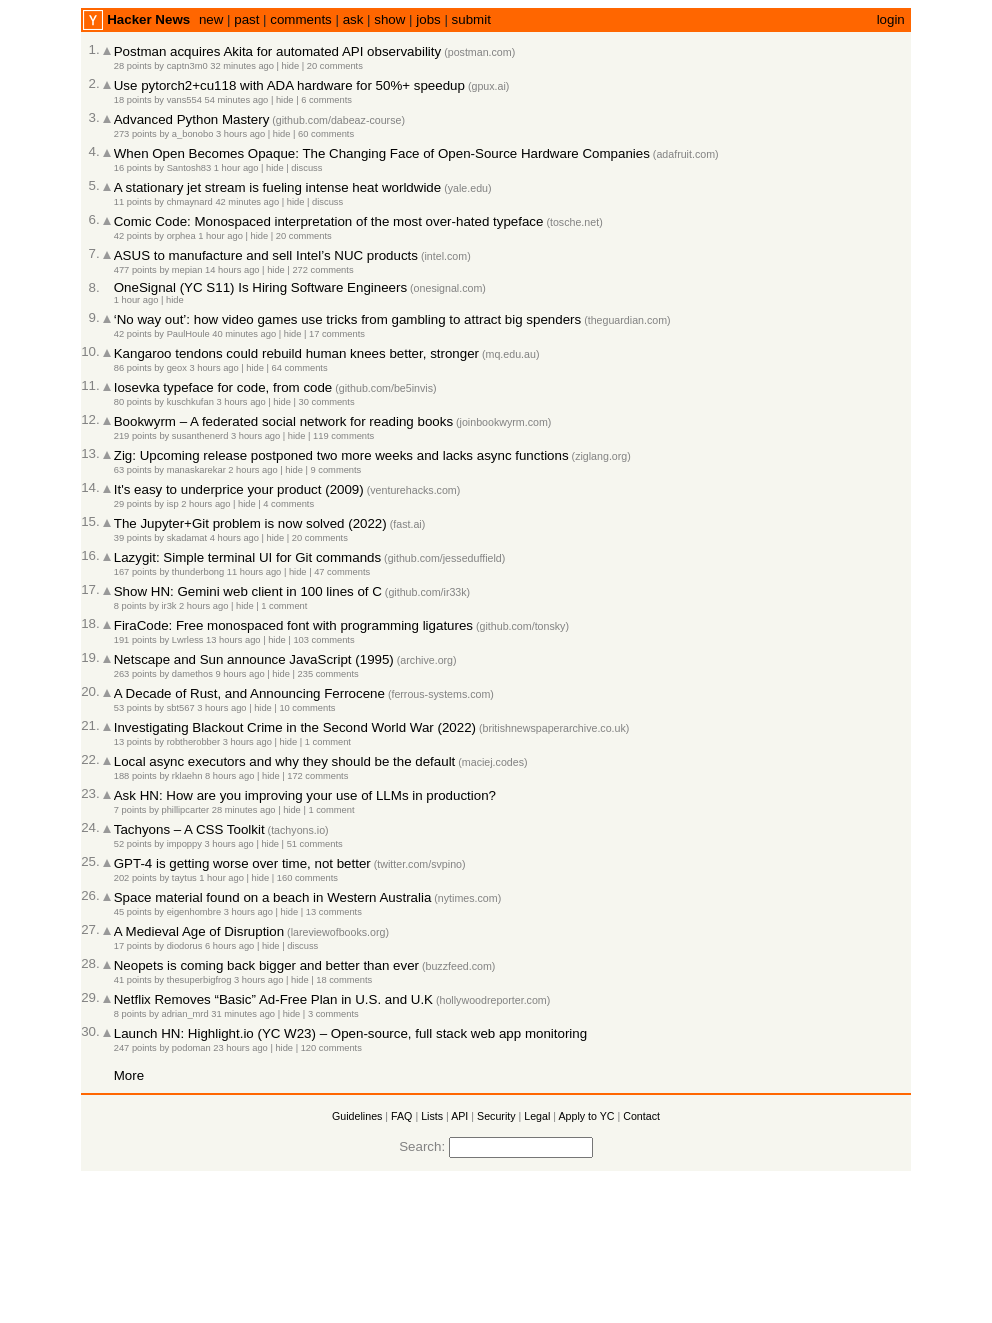 Y Hacker News new | past | comments | ask | show | jobs | submit login
1. Postman acquires Akita for automated API observability (postman.com)
28 points by captn3m0 32 minutes ago | hide | 20 comments
2. Use pytorch2+cu118 with ADA hardware for 50%+ speedup (gpux.ai)
18 points by vans554 54 minutes ago | hide | 6 comments
3. Advanced Python Mastery (github.com/dabeaz-course)
273 points by a_bonobo 3 hours ago | hide | 60 comments
4. When Open Becomes Opaque: The Changing Face of Open-Source Hardware Companies (adafruit.com)
16 points by Santosh83 1 hour ago | hide | discuss
5. A stationary jet stream is fueling intense heat worldwide (yale.edu)
11 points by chmaynard 42 minutes ago | hide | discuss
6. Comic Code: Monospaced interpretation of the most over-hated typeface (tosche.net)
42 points by orphea 1 hour ago | hide | 20 comments
7. ASUS to manufacture and sell Intel’s NUC products (intel.com)
477 points by mepian 14 hours ago | hide | 272 comments
8. OneSignal (YC S11) Is Hiring Software Engineers (onesignal.com)
1 hour ago | hide
9. ‘No way out’: how video games use tricks from gambling to attract big spenders (theguardian.com)
42 points by PaulHoule 40 minutes ago | hide | 17 comments
10. Kangaroo tendons could rebuild human knees better, stronger (mq.edu.au)
86 points by geox 3 hours ago | hide | 64 comments
11. Iosevka typeface for code, from code (github.com/be5invis)
80 points by kuschkufan 3 hours ago | hide | 30 comments
12. Bookwyrm – A federated social network for reading books (joinbookwyrm.com)
219 points by susanthenerd 3 hours ago | hide | 119 comments
13. Zig: Upcoming release postponed two more weeks and lacks async functions (ziglang.org)
63 points by manaskarekar 2 hours ago | hide | 9 comments
14. It's easy to underprice your product (2009) (venturehacks.com)
29 points by isp 2 hours ago | hide | 4 comments
15. The Jupyter+Git problem is now solved (2022) (fast.ai)
39 points by skadamat 4 hours ago | hide | 20 comments
16. Lazygit: Simple terminal UI for Git commands (github.com/jesseduffield)
167 points by thunderbong 11 hours ago | hide | 47 comments
17. Show HN: Gemini web client in 100 lines of C (github.com/ir33k)
8 points by ir3k 2 hours ago | hide | 1 comment
18. FiraCode: Free monospaced font with programming ligatures (github.com/tonsky)
191 points by Lwrless 13 hours ago | hide | 103 comments
19. Netscape and Sun announce JavaScript (1995) (archive.org)
263 points by damethos 9 hours ago | hide | 235 comments
20. A Decade of Rust, and Announcing Ferrocene (ferrous-systems.com)
53 points by sbt567 3 hours ago | hide | 10 comments
21. Investigating Blackout Crime in the Second World War (2022) (britishnewspaperarchive.co.uk)
13 points by robtherobber 3 hours ago | hide | 1 comment
22. Local async executors and why they should be the default (maciej.codes)
188 points by rklaehn 8 hours ago | hide | 172 comments
23. Ask HN: How are you improving your use of LLMs in production?
7 points by phillipcarter 28 minutes ago | hide | 1 comment
24. Tachyons – A CSS Toolkit (tachyons.io)
52 points by impoppy 3 hours ago | hide | 51 comments
25. GPT-4 is getting worse over time, not better (twitter.com/svpino)
202 points by taytus 1 hour ago | hide | 160 comments
26. Space material found on a beach in Western Australia (nytimes.com)
45 points by eigenhombre 3 hours ago | hide | 13 comments
27. A Medieval Age of Disruption (lareviewofbooks.org)
17 points by diodorus 6 hours ago | hide | discuss
28. Neopets is coming back bigger and better than ever (buzzfeed.com)
41 points by thesuperbigfrog 3 hours ago | hide | 18 comments
29. Netflix Removes “Basic” Ad-Free Plan in U.S. and U.K (hollywoodreporter.com)
8 points by adrian_mrd 31 minutes ago | hide | 3 comments
30. Launch HN: Highlight.io (YC W23) – Open-source, full stack web app monitoring
247 points by podoman 23 hours ago | hide | 120 comments
More
Guidelines | FAQ | Lists | API | Security | Legal | Apply to YC | Contact
Search: